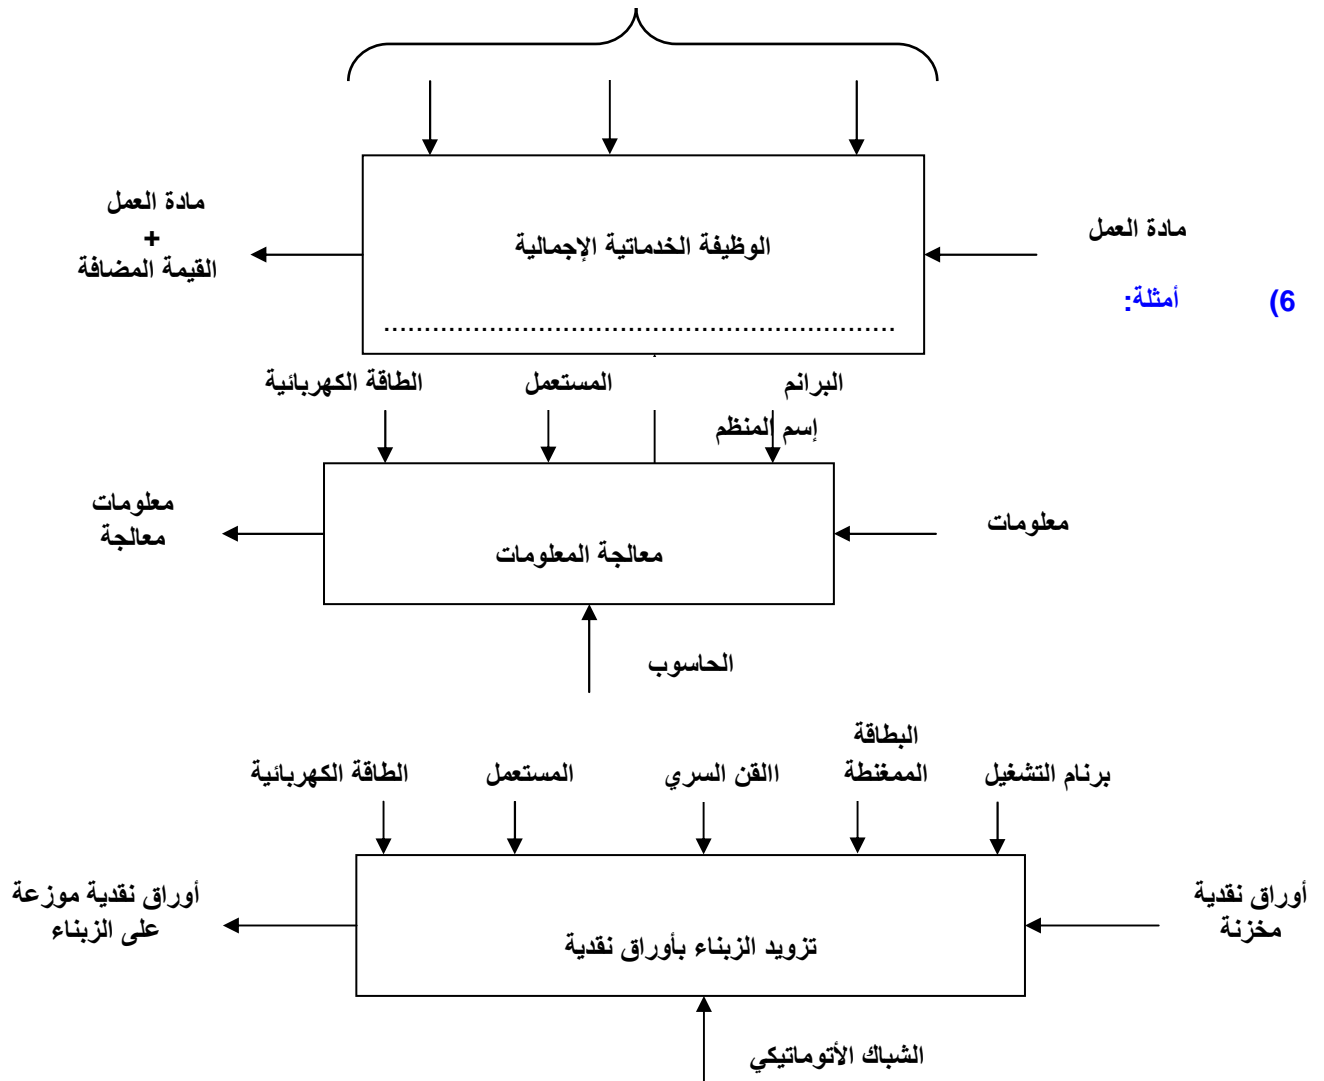 مادة العمل
الوظيفة الخدماتية الإجمالية
مادة العمل
+
القيمة المضافة
6) أمثلة:
............................................................
البرانم
المستعمل
الطاقة الكهربائية
إسم المنظم
معلومات
معالجة المعلومات
معلومات
معالجة
الحاسوب
برنام التشغيل
البطاقة
الممغنطة
االقن السري
المستعمل
الطاقة الكهربائية
أوراق نقدية
مخزنة
تزويد الزبناء بأوراق نقدية
أوراق نقدية موزعة
على الزبناء
الشباك الأتوماتيكي